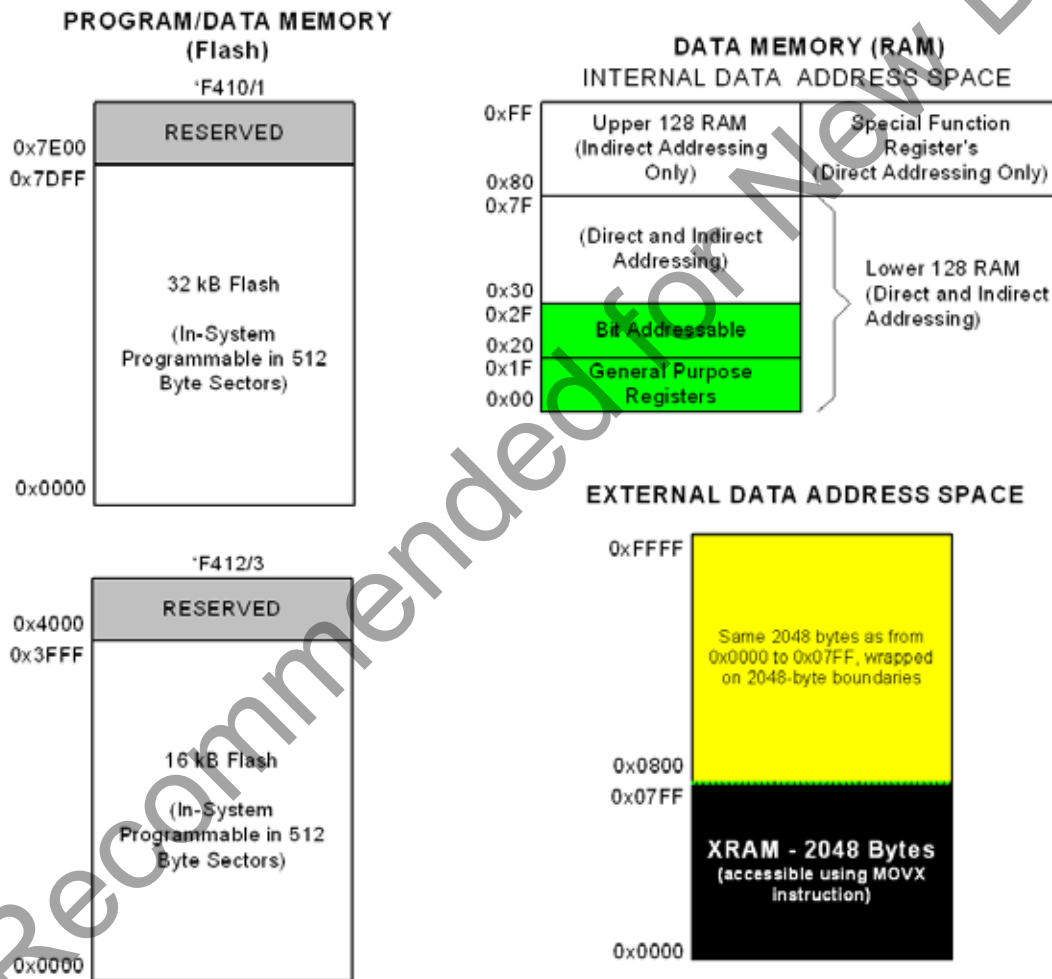 PROGRAM/DATA MEMORY
(Flash)
'F410/1
RESERVED
0x7E00
0x7DFF
32 kB Flash
(In-System
Programmable in 512
Byte Sectors)
0x0000
'F412/3
RESERVED
0x4000
0x3FFF
16 kB Flash
(In-System
Programmable in 512
Byte Sectors)
0x0000
DATA MEMORY (RAM)
INTERNAL DATA ADDRESS SPACE
0xFF
Upper 128 RAM
(Indirect Addressing
Only)
0x80
Special Function
Register's
(Direct Addressing Only)
0x7F
(Direct and Indirect
Addressing)
0x30
Lower 128 RAM
(Direct and Indirect
Addressing)
0x2F
Bit Addressable
0x20
0x1F
General Purpose
Registers
0x00
EXTERNAL DATA ADDRESS SPACE
0xFFFF
Same 2048 bytes as from
0x0000 to 0x07FF, wrapped
on 2048-byte boundaries
0x0800
0x07FF
XRAM - 2048 Bytes
(accessible using MOVX
instruction)
0x0000
Recommended for New